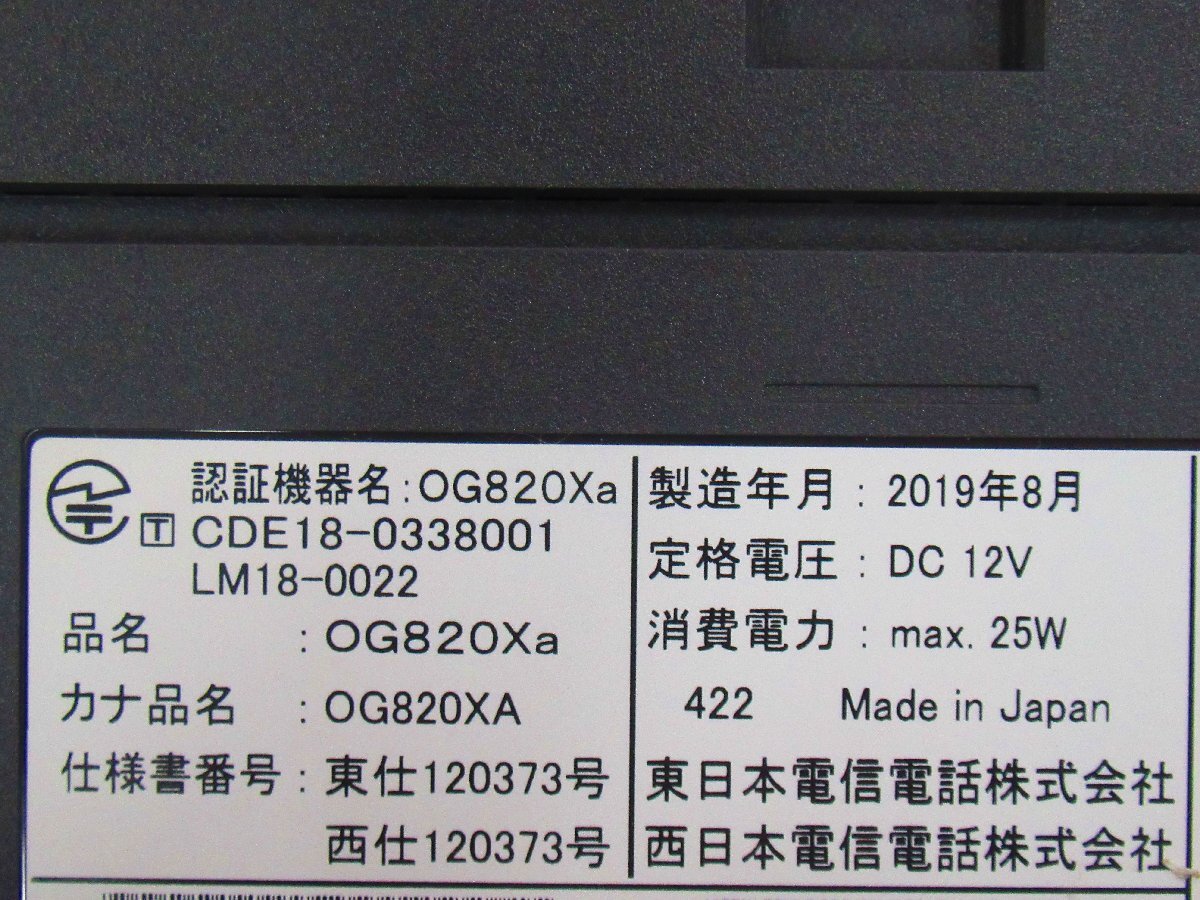 認証機器名:OG820Xa
T CDE18-0338001
LM18-0022
品名 :OG820Xa
カナ品名 :OG820XA
仕様書番号:東仕120373号
西仕120373号
製造年月:2019年8月
定格電圧:DC 12V
消費電力:max. 25W
422 Made in Japan
東日本電信電話株式会社
西日本電信電話株式会社